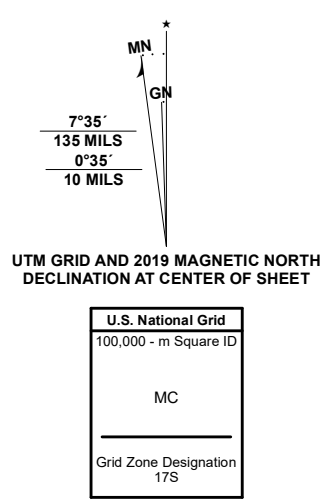 MN
GN
7°35´
135 MILS
0°35´
10 MILS
UTM GRID AND 2019 MAGNETIC NORTH
DECLINATION AT CENTER OF SHEET
U.S. National Grid
100,000 - m Square ID
MC
Grid Zone Designation
17S